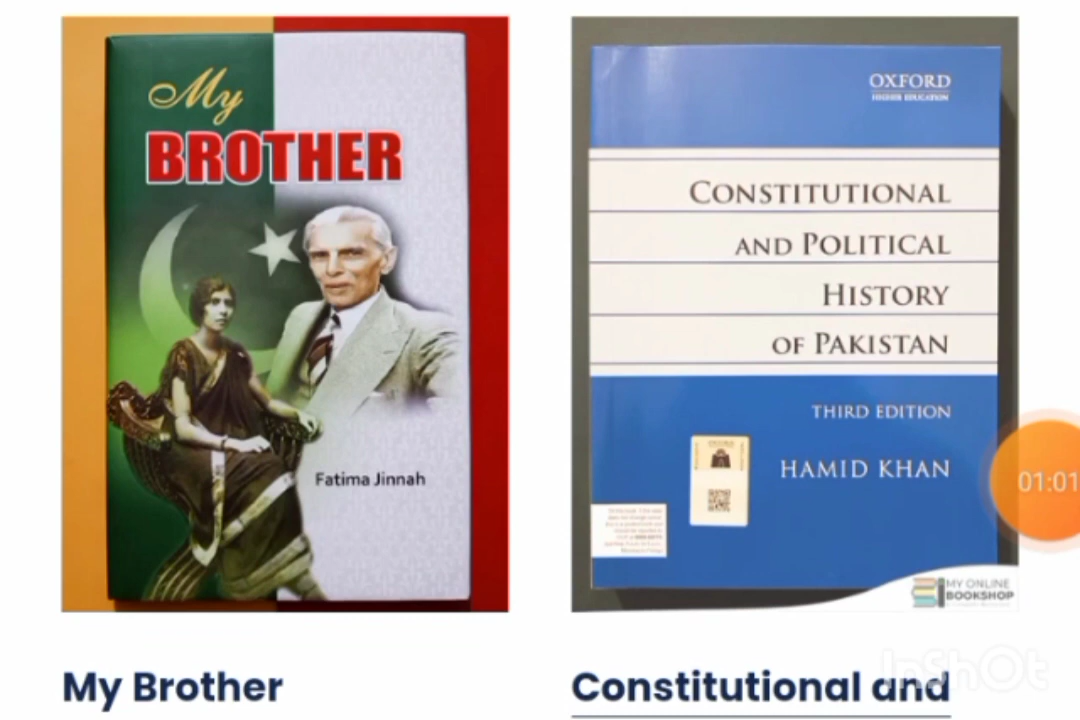 My
BROTHER
Fatima Jinnah
OXFORD
HIGHER EDUCATION
CONSTITUTIONAL
AND POLITICAL
HISTORY
OF PAKISTAN
THIRD EDITION
HAMID KHAN
01:01
MY ONLINE
BOOKSHOP
My Brother
Constitutional and
InShOt